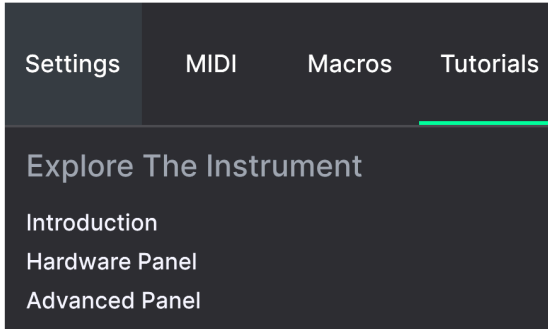 Settings MIDI Macros Tutorials
Explore The Instrument
Introduction
Hardware Panel
Advanced Panel